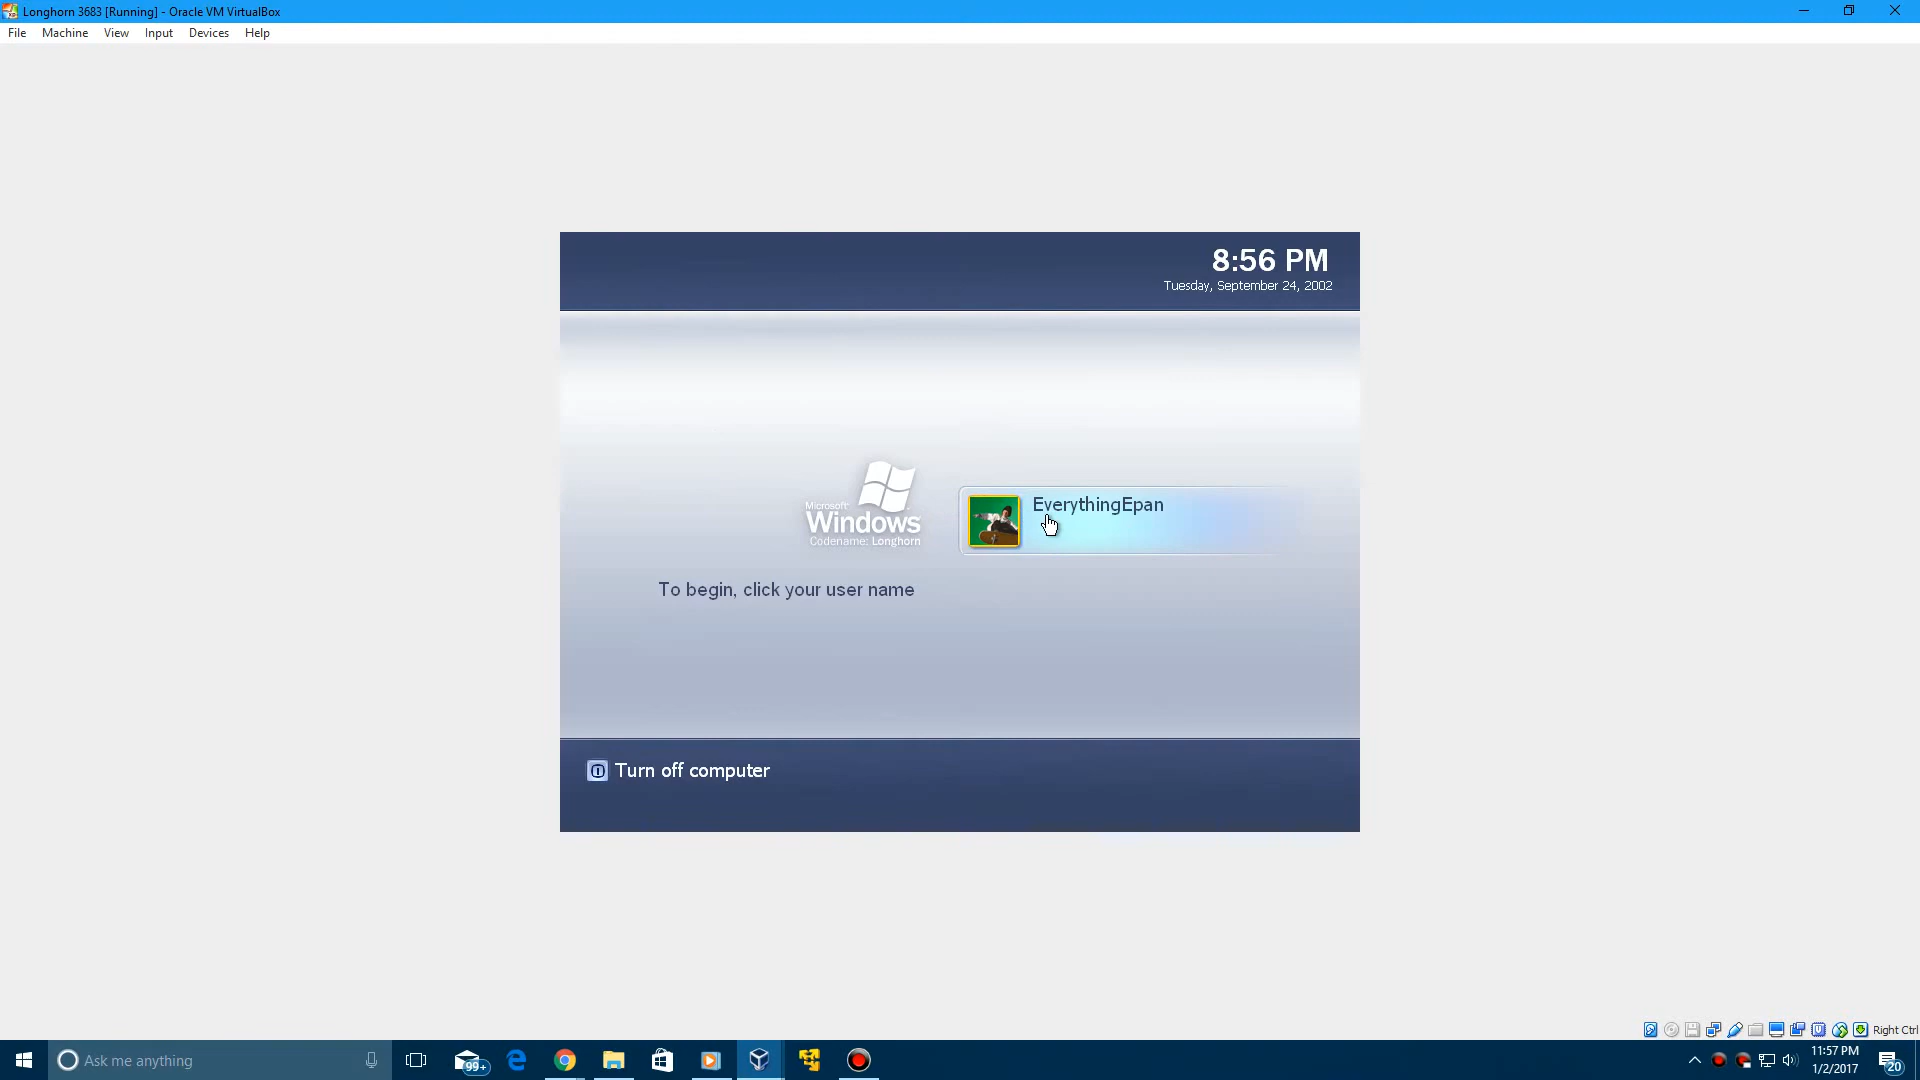 Longhorn 3683 [Running] - Oracle VM VirtualBox
File Machine View Input Devices Help
8:56 PM
Tuesday, September 24, 2002
Microsoft
Windows
Codename: Longhorn
EverythingEpan
To begin, click your user name
Turn off computer
Right Ctrl
Ask me anything
99+
11:57 PM
1/2/2017
20